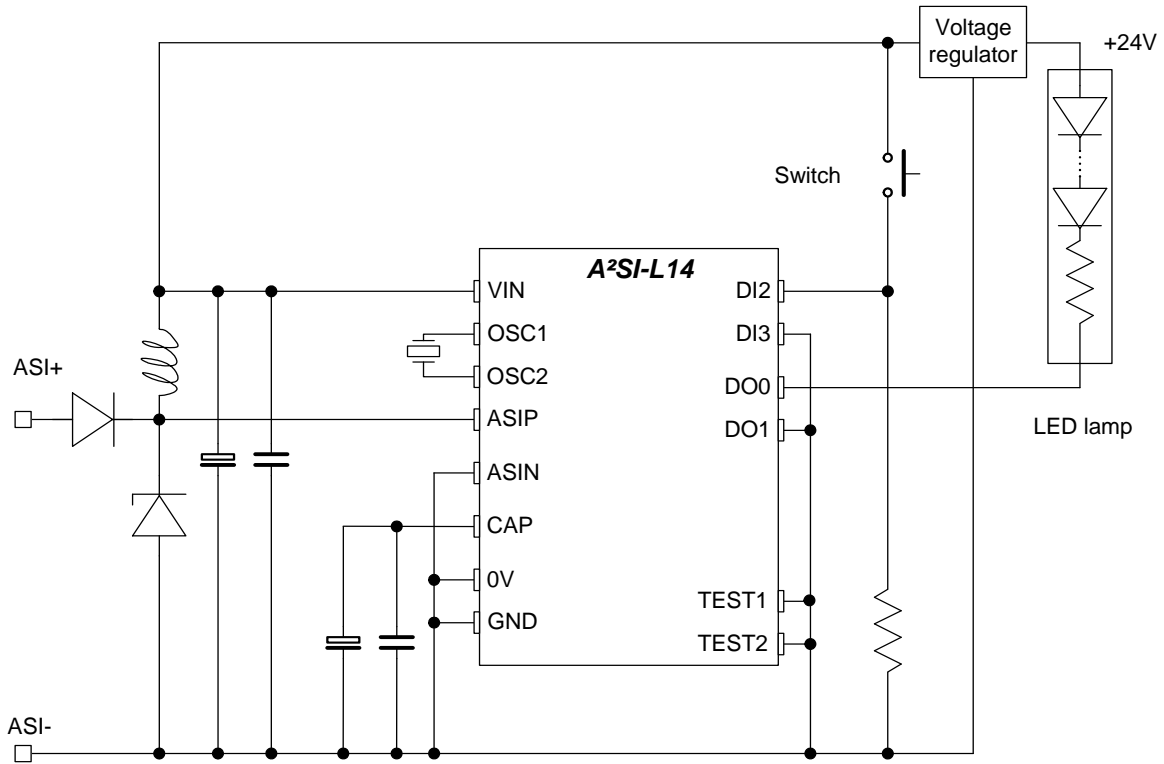 Voltage
regulator
+24V
Switch
A²SI-L14
VIN
DI2
OSC1
DI3
OSC2
DO0
ASI+
ASIP
DO1
LED lamp
ASIN
CAP
0V
TEST1
GND
TEST2
ASI-